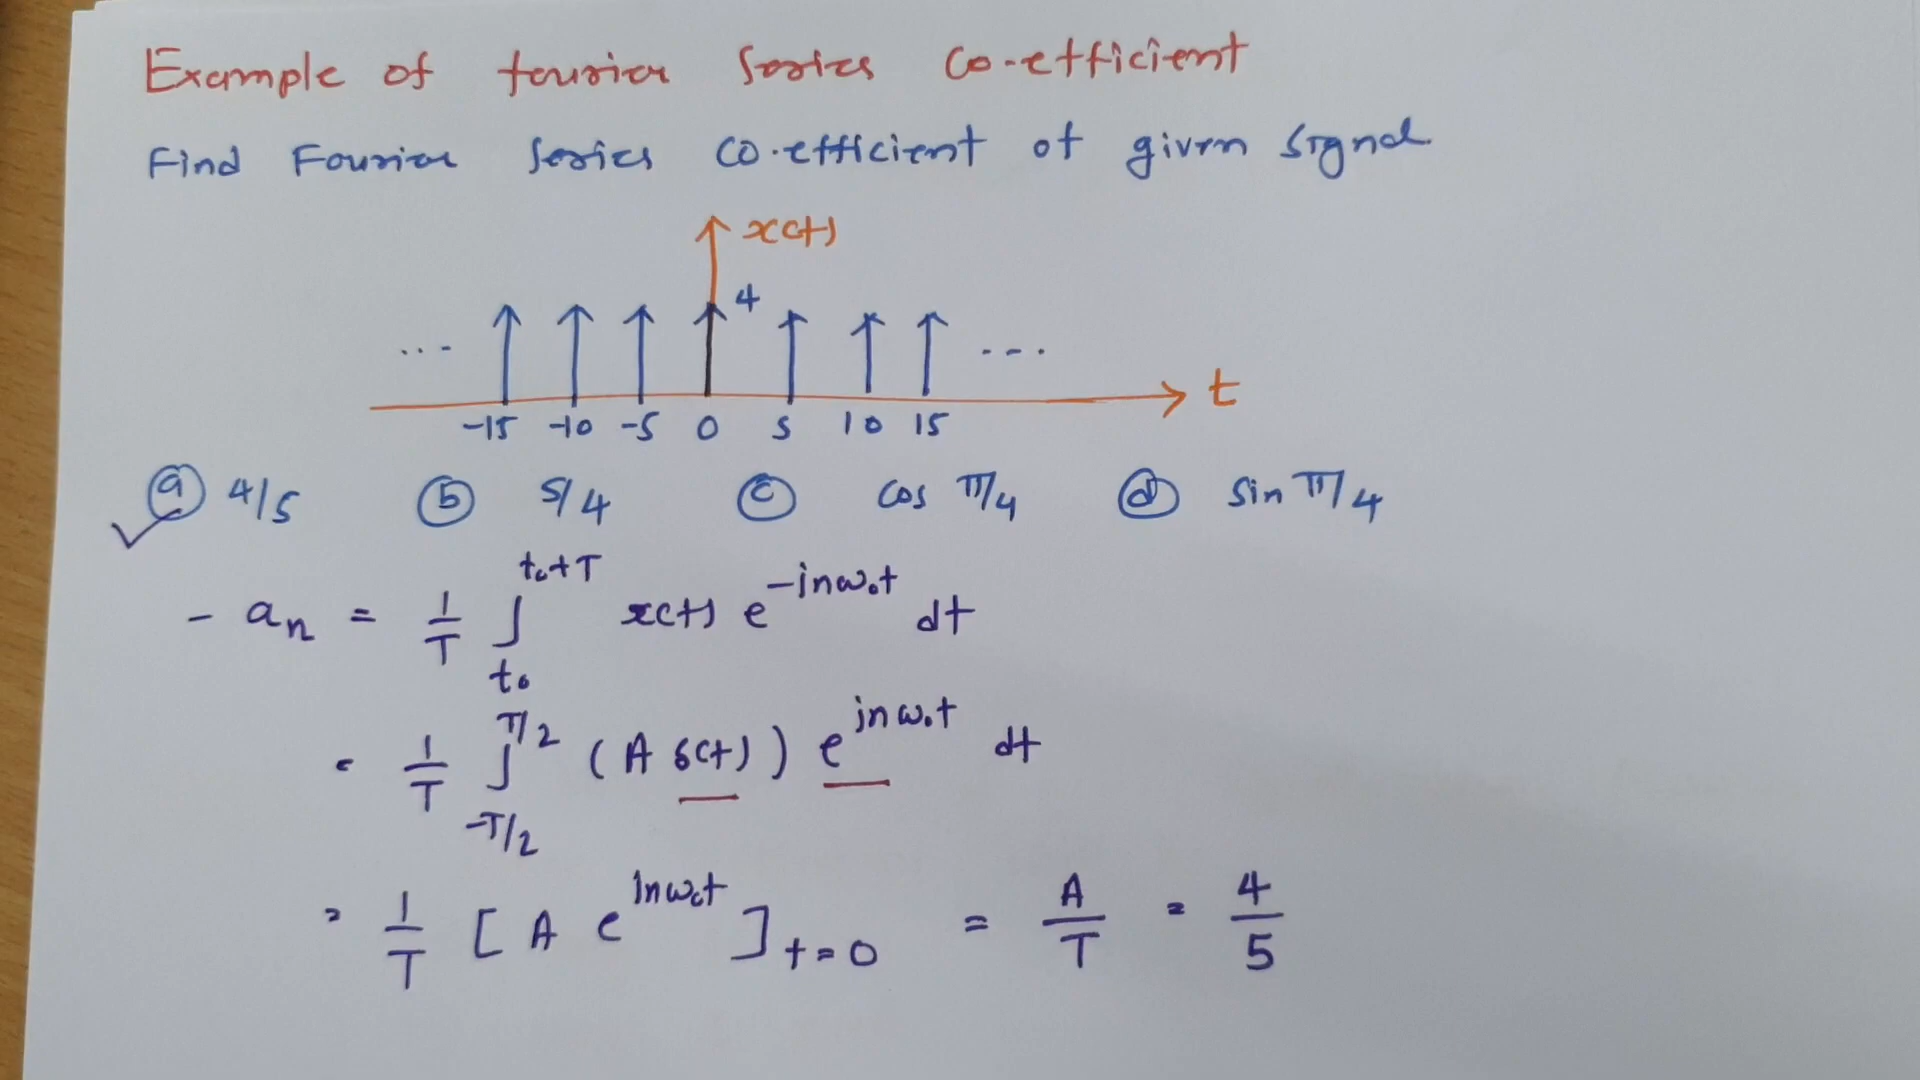 Example of fourier series co-efficient
Find Fourier series co-efficient of given signal
x(t)
4
... ...
t
-15 -10 -5 0 5 10 15
(a) 4/5 (b) 5/4 (c) cos π/4 (d) sin π/4
- an = 1/T ∫_{t0}^{t0+T} x(t) e^{-jnω0t} dt
= 1/T ∫_{-T/2}^{T/2} (A δ(t)) e^{jnω0t} dt
= 1/T [A e^{jnω0t}]_{t=0} = A/T = 4/5